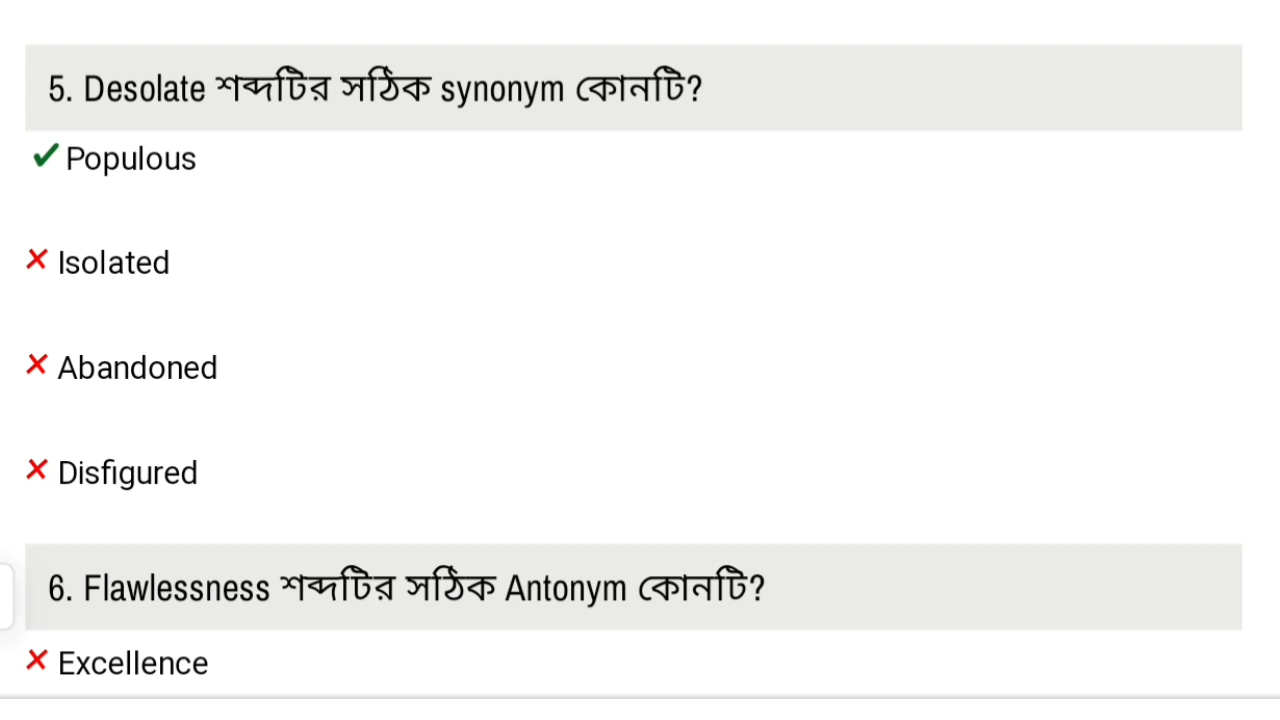 5. Desolate শব্দটির সঠিক synonym কোনটি?
✔ Populous
✕ Isolated
✕ Abandoned
✕ Disfigured
6. Flawlessness শব্দটির সঠিক Antonym কোনটি?
✕ Excellence